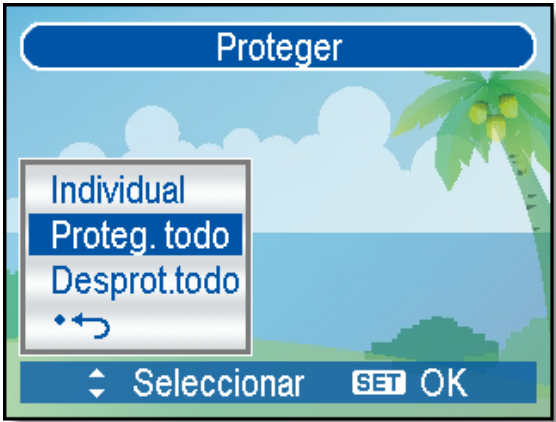 Proteger
Individual
Proteg. todo
Desprot.todo
Seleccionar SET OK